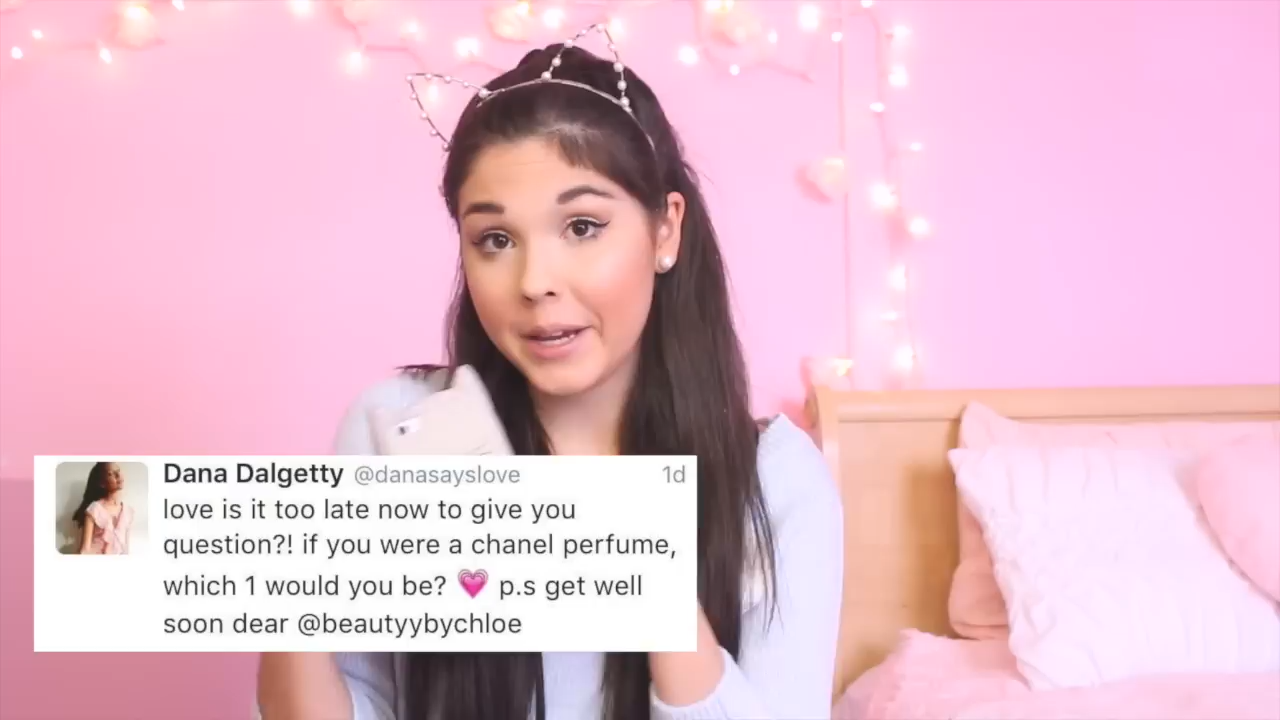 Dana Dalgetty @danasayslove 1d
love is it too late now to give you
question?! if you were a chanel perfume,
which 1 would you be? 💗 p.s get well
soon dear @beautyybychloe